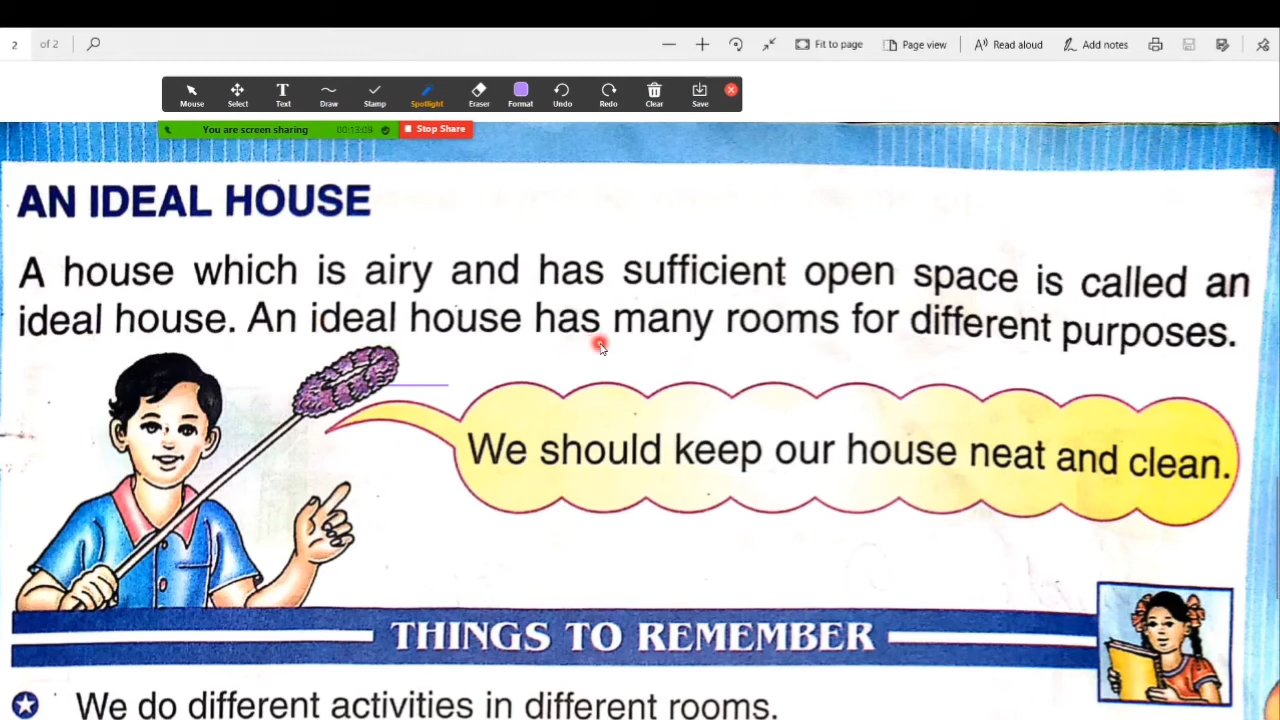 2 of 2 Fit to page Page view Read aloud Add notes
Mouse Select Text Draw Stamp Spotlight Eraser Format Undo Redo Clear Save
You are screen sharing 00:13:09 Stop Share
AN IDEAL HOUSE
A house which is airy and has sufficient open space is called an
ideal house. An ideal house has many rooms for different purposes.
We should keep our house neat and clean.
THINGS TO REMEMBER
We do different activities in different rooms.